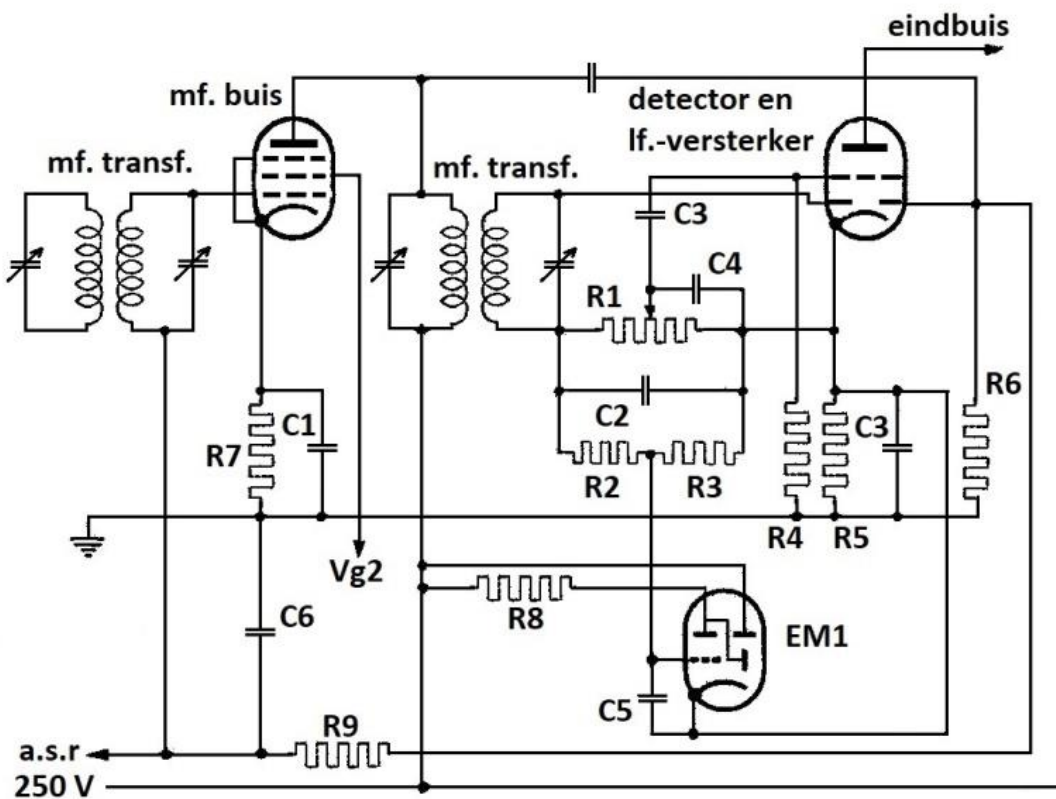 eindbuis
mf. buis
detector en
lf.-versterker
mf. transf.
mf. transf.
C3
C4
R1
R6
C1
C2
C3
R7
R2
R3
R4
R5
Vg2
C6
R8
EM1
C5
R9
a.s.r
250 V